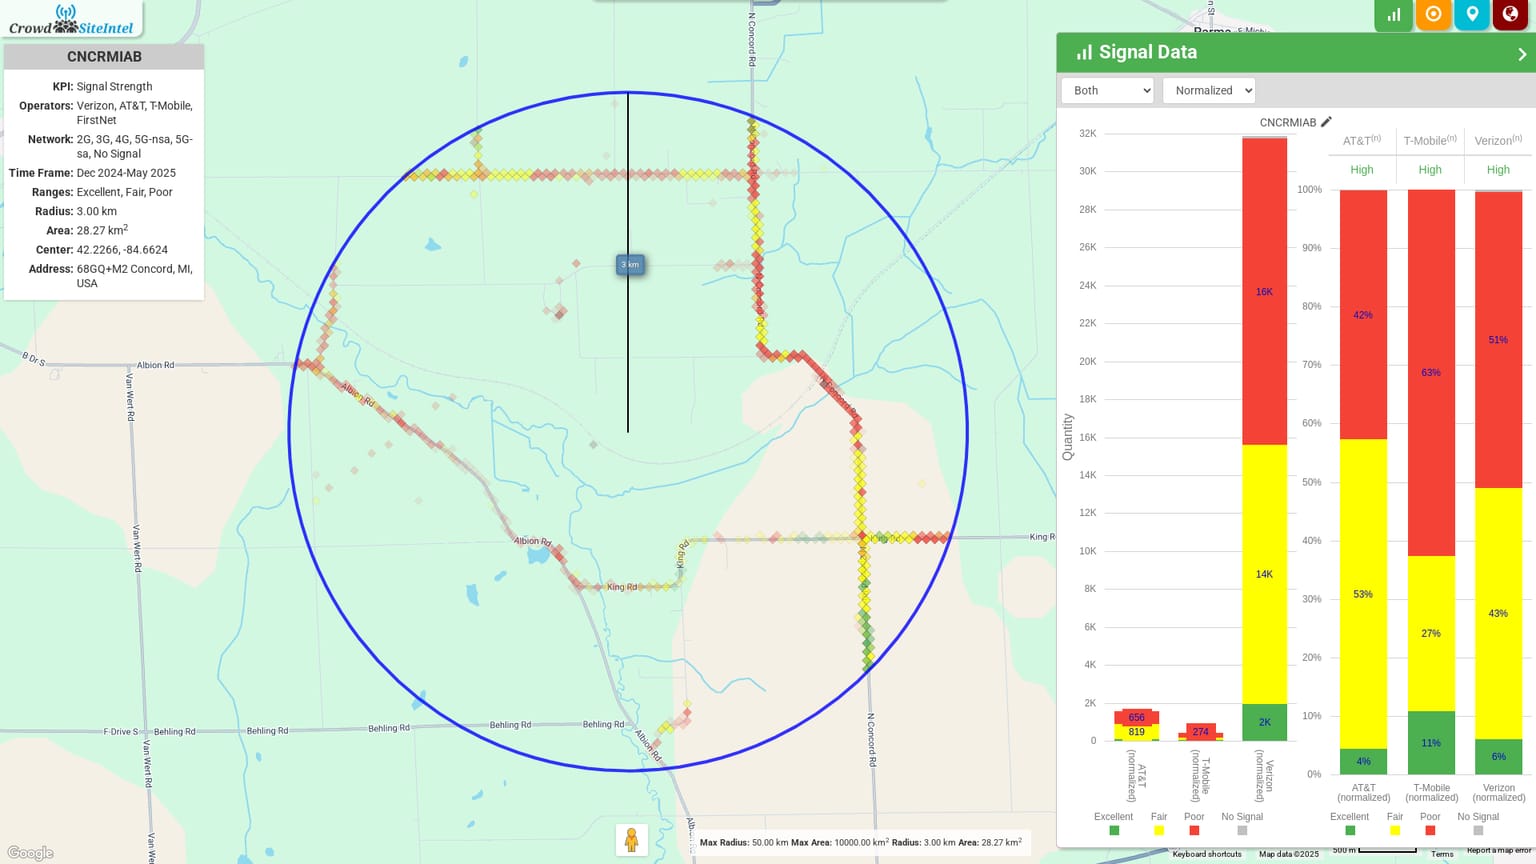 Crowd SiteIntel
CNCRMIAB
KPI: Signal Strength
Operators: Verizon, AT&T, T-Mobile,
FirstNet
Network: 2G, 3G, 4G, 5G-nsa, 5G-
sa, No Signal
Time Frame: Dec 2024-May 2025
Ranges: Excellent, Fair, Poor
Radius: 3.00 km
Area: 28.27 km2
Center: 42.2266, -84.6624
Address: 68GQ+M2 Concord, MI,
USA
N Concord Rd
3 km
B Dr S
Albion Rd
Van Wert Rd
Albion Rd
Van Wert Rd
Albion Rd
King Rd
King Rd
King R
F-Drive S
Behling Rd
Behling Rd
Behling Rd
Behling Rd
Behling Rd
Albion Rd
N Concord Rd
Van Wert Rd
Google
Max Radius: 50.00 km Max Area: 10000.00 km2 Radius: 3.00 km Area: 28.27 km2
Signal Data
Both
Normalized
CNCRMIAB
Quantity
32K
30K
28K
26K
24K
22K
20K
18K
16K
14K
12K
10K
8K
6K
4K
2K
0
656
819
274
16K
14K
2K
AT&T
(normalized)
T-Mobile
(normalized)
Verizon
(normalized)
Excellent Fair Poor No Signal
AT&T(n) T-Mobile(n) Verizon(n)
High High High
100%
90%
80%
70%
60%
50%
40%
30%
20%
10%
0%
42%
53%
4%
63%
27%
11%
51%
43%
6%
AT&T
(normalized)
T-Mobile
(normalized)
Verizon
(normalized)
Excellent Fair Poor No Signal
Keyboard shortcuts Map data ©2025 500 m Terms Report a map error